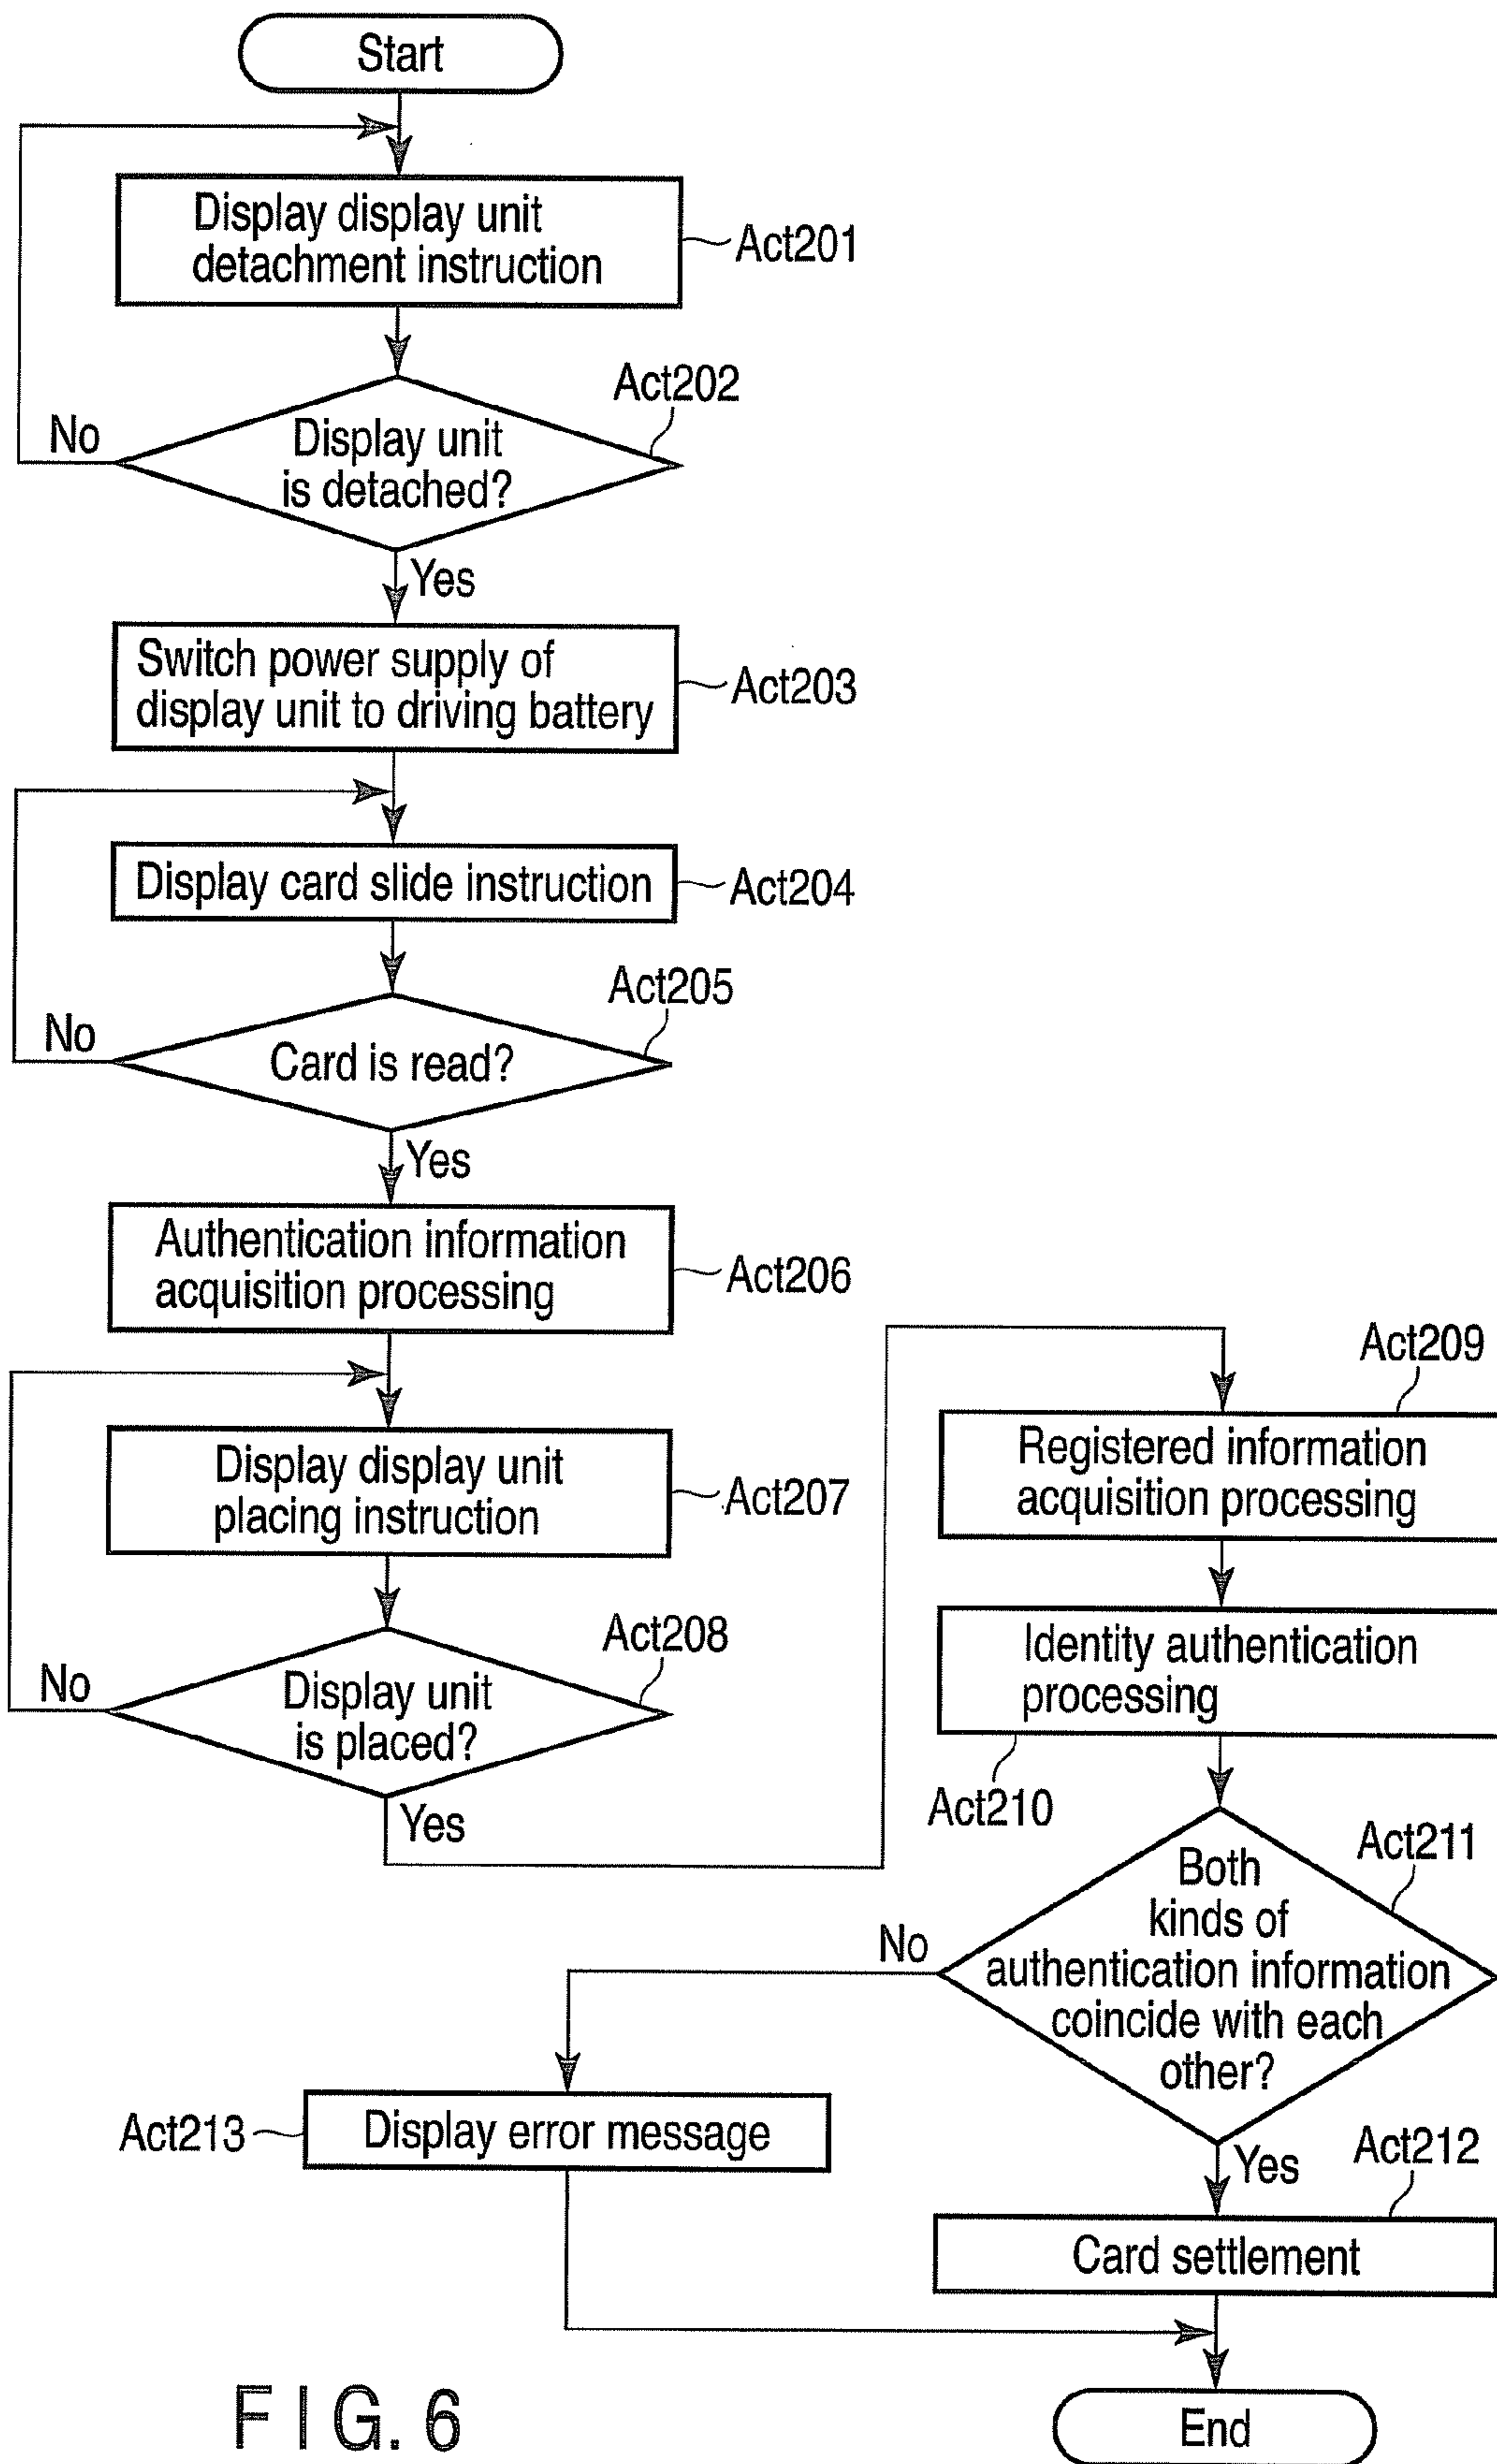 Start
Display display unit
detachment instruction
Act201
Act202
Display unit
is detached?
No
Yes
Switch power supply of
display unit to driving battery
Act203
Display card slide instruction
Act204
Act205
Card is read?
No
Yes
Authentication information
acquisition processing
Act206
Display display unit
placing instruction
Act207
Act208
Display unit
is placed?
No
Yes
Act209
Registered information
acquisition processing
Identity authentication
processing
Act210
Act211
Both
kinds of
authentication information
coincide with each
other?
No
Yes
Act213
Display error message
Act212
Card settlement
End
FIG. 6